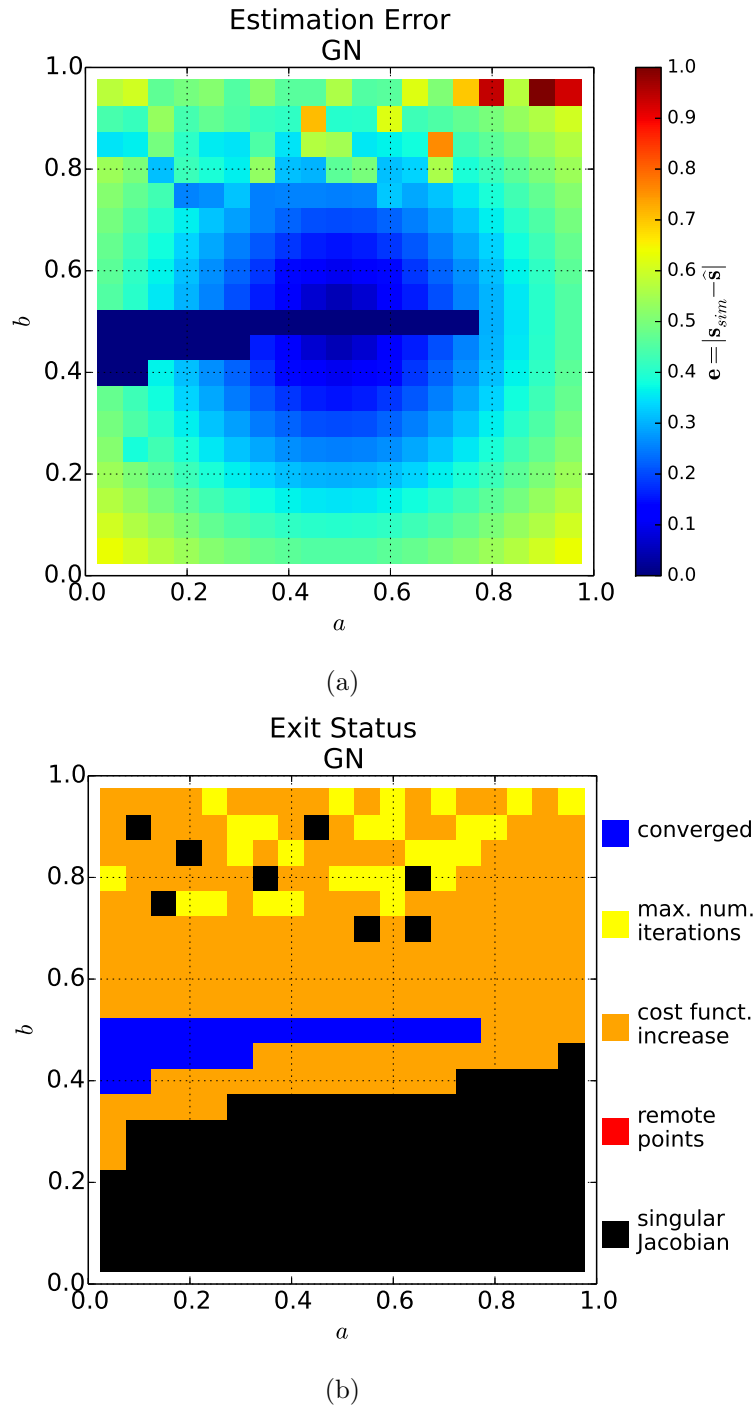 Estimation Error
GN
1.0
0.8
0.6
0.4
0.2
0.0
b
0.0 0.2 0.4 0.6 0.8 1.0
a
1.0
0.9
0.8
0.7
0.6
0.5
0.4
0.3
0.2
0.1
0.0
e=|s_sim−ŝ|
(a)
Exit Status
GN
1.0
0.8
0.6
0.4
0.2
0.0
b
0.0 0.2 0.4 0.6 0.8 1.0
a
converged
max. num.
iterations
cost funct.
increase
remote
points
singular
Jacobian
(b)